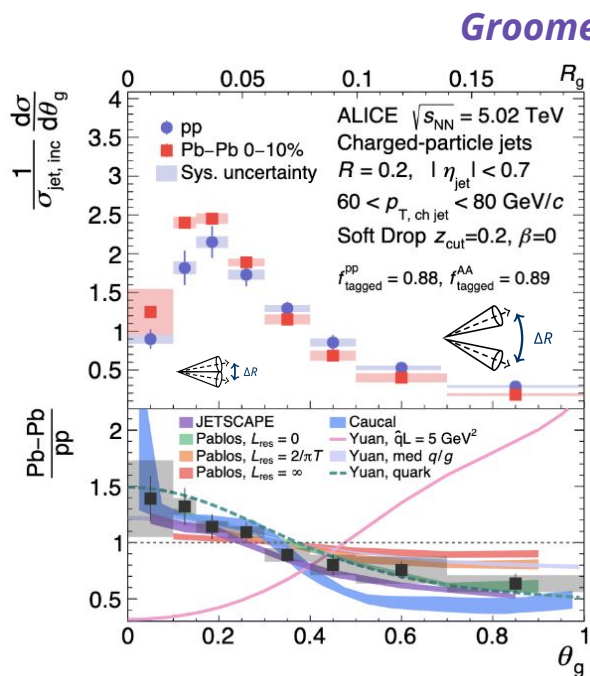 Groome
0 0.05 0.1 0.15 R_g
1/σ_jet, inc dσ/dθ_g
4
3.5
3
2.5
2
1.5
1
0.5
ALICE √s_NN = 5.02 TeV
Charged-particle jets
R = 0.2, | η_jet | < 0.7
60 < p_T, ch jet < 80 GeV/c
Soft Drop z_cut=0.2, β=0
f^pp_tagged = 0.88, f^AA_tagged = 0.89
pp
Pb−Pb 0−10%
Sys. uncertainty
ΔR
ΔR
Pb−Pb/pp
2
1.5
1
0.5
JETSCAPE
Pablos, L_res = 0
Pablos, L_res = 2/πT
Pablos, L_res = ∞
Caucal
Yuan, q̂L = 5 GeV²
Yuan, med q/g
Yuan, quark
0 0.2 0.4 0.6 0.8 1
θ_g